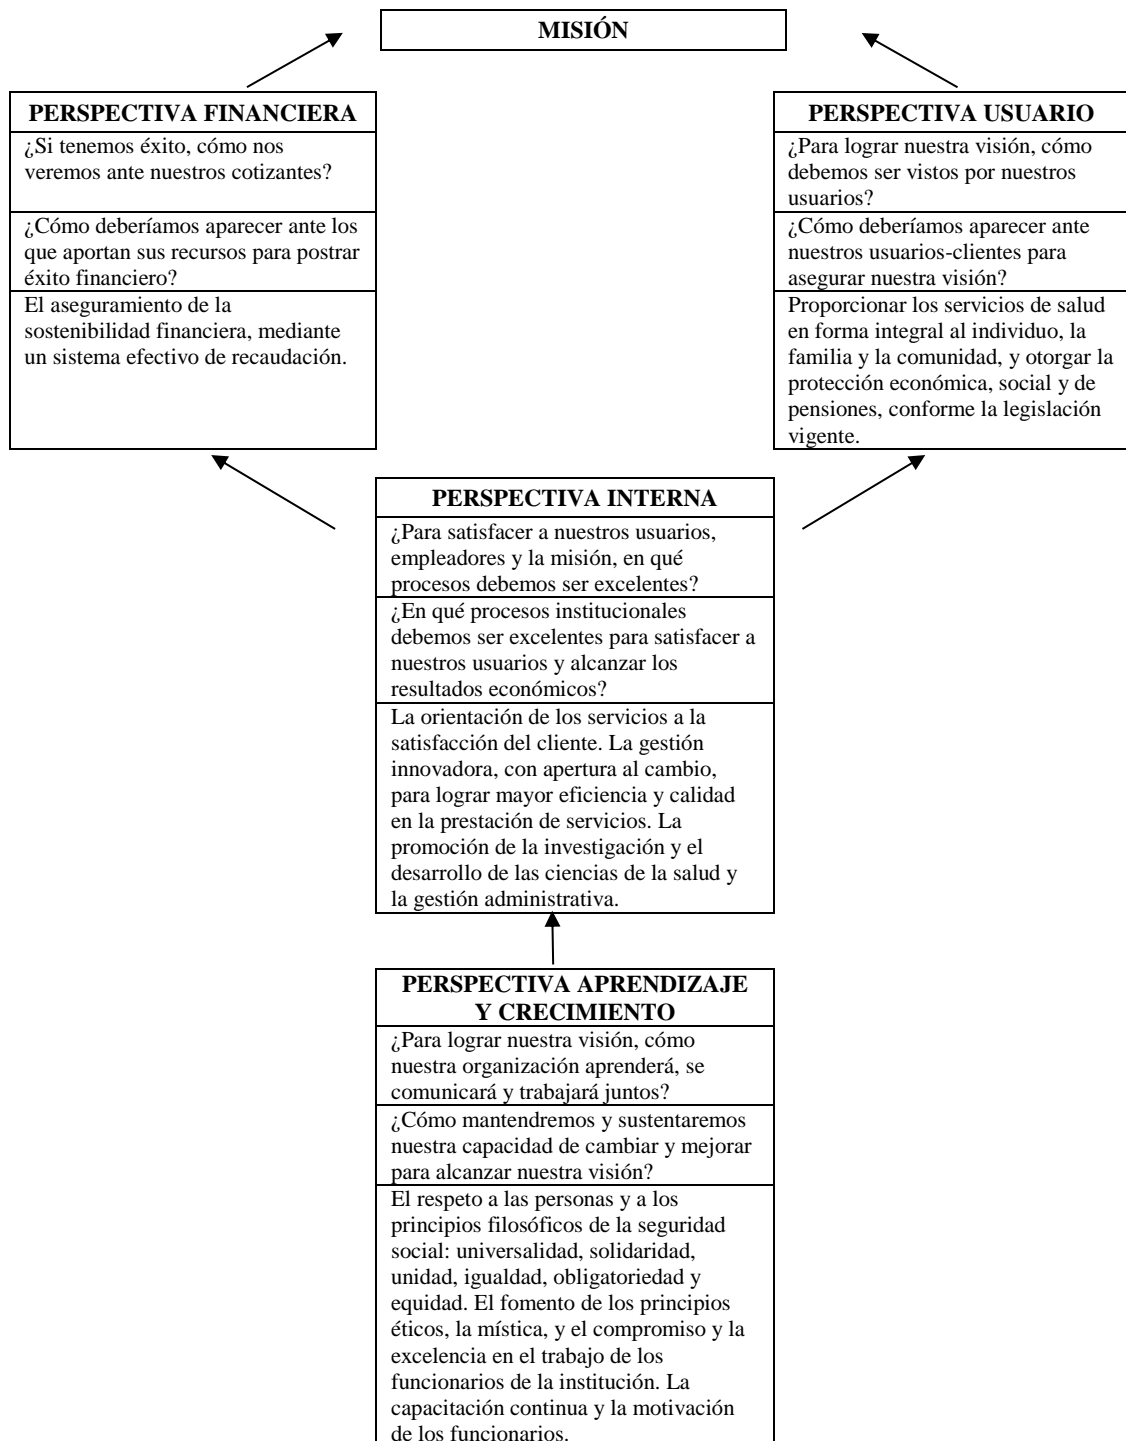 MISIÓN
PERSPECTIVA FINANCIERA
¿Si tenemos éxito, cómo nos
veremos ante nuestros cotizantes?
¿Cómo deberíamos aparecer ante los
que aportan sus recursos para postrar
éxito financiero?
El aseguramiento de la
sostenibilidad financiera, mediante
un sistema efectivo de recaudación.
PERSPECTIVA USUARIO
¿Para lograr nuestra visión, cómo
debemos ser vistos por nuestros
usuarios?
¿Cómo deberíamos aparecer ante
nuestros usuarios-clientes para
asegurar nuestra visión?
Proporcionar los servicios de salud
en forma integral al individuo, la
familia y la comunidad, y otorgar la
protección económica, social y de
pensiones, conforme la legislación
vigente.
PERSPECTIVA INTERNA
¿Para satisfacer a nuestros usuarios,
empleadores y la misión, en qué
procesos debemos ser excelentes?
¿En qué procesos institucionales
debemos ser excelentes para satisfacer a
nuestros usuarios y alcanzar los
resultados económicos?
La orientación de los servicios a la
satisfacción del cliente. La gestión
innovadora, con apertura al cambio,
para lograr mayor eficiencia y calidad
en la prestación de servicios. La
promoción de la investigación y el
desarrollo de las ciencias de la salud y
la gestión administrativa.
PERSPECTIVA APRENDIZAJE
Y CRECIMIENTO
¿Para lograr nuestra visión, cómo
nuestra organización aprenderá, se
comunicará y trabajará juntos?
¿Cómo mantendremos y sustentaremos
nuestra capacidad de cambiar y mejorar
para alcanzar nuestra visión?
El respeto a las personas y a los
principios filosóficos de la seguridad
social: universalidad, solidaridad,
unidad, igualdad, obligatoriedad y
equidad. El fomento de los principios
éticos, la mística, y el compromiso y la
excelencia en el trabajo de los
funcionarios de la institución. La
capacitación continua y la motivación
de los funcionarios.